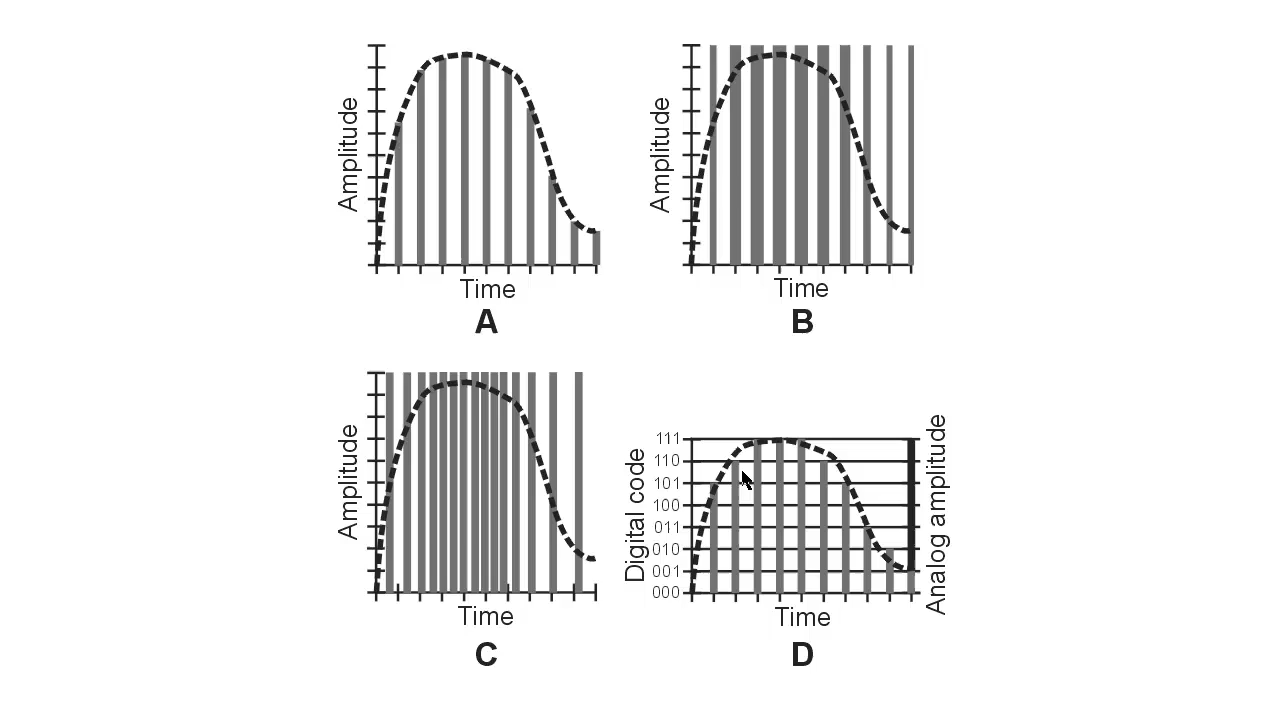 Amplitude
Time
A
Amplitude
Time
B
Amplitude
Time
C
Digital code
111
110
101
100
011
010
001
000
Analog amplitude
Time
D